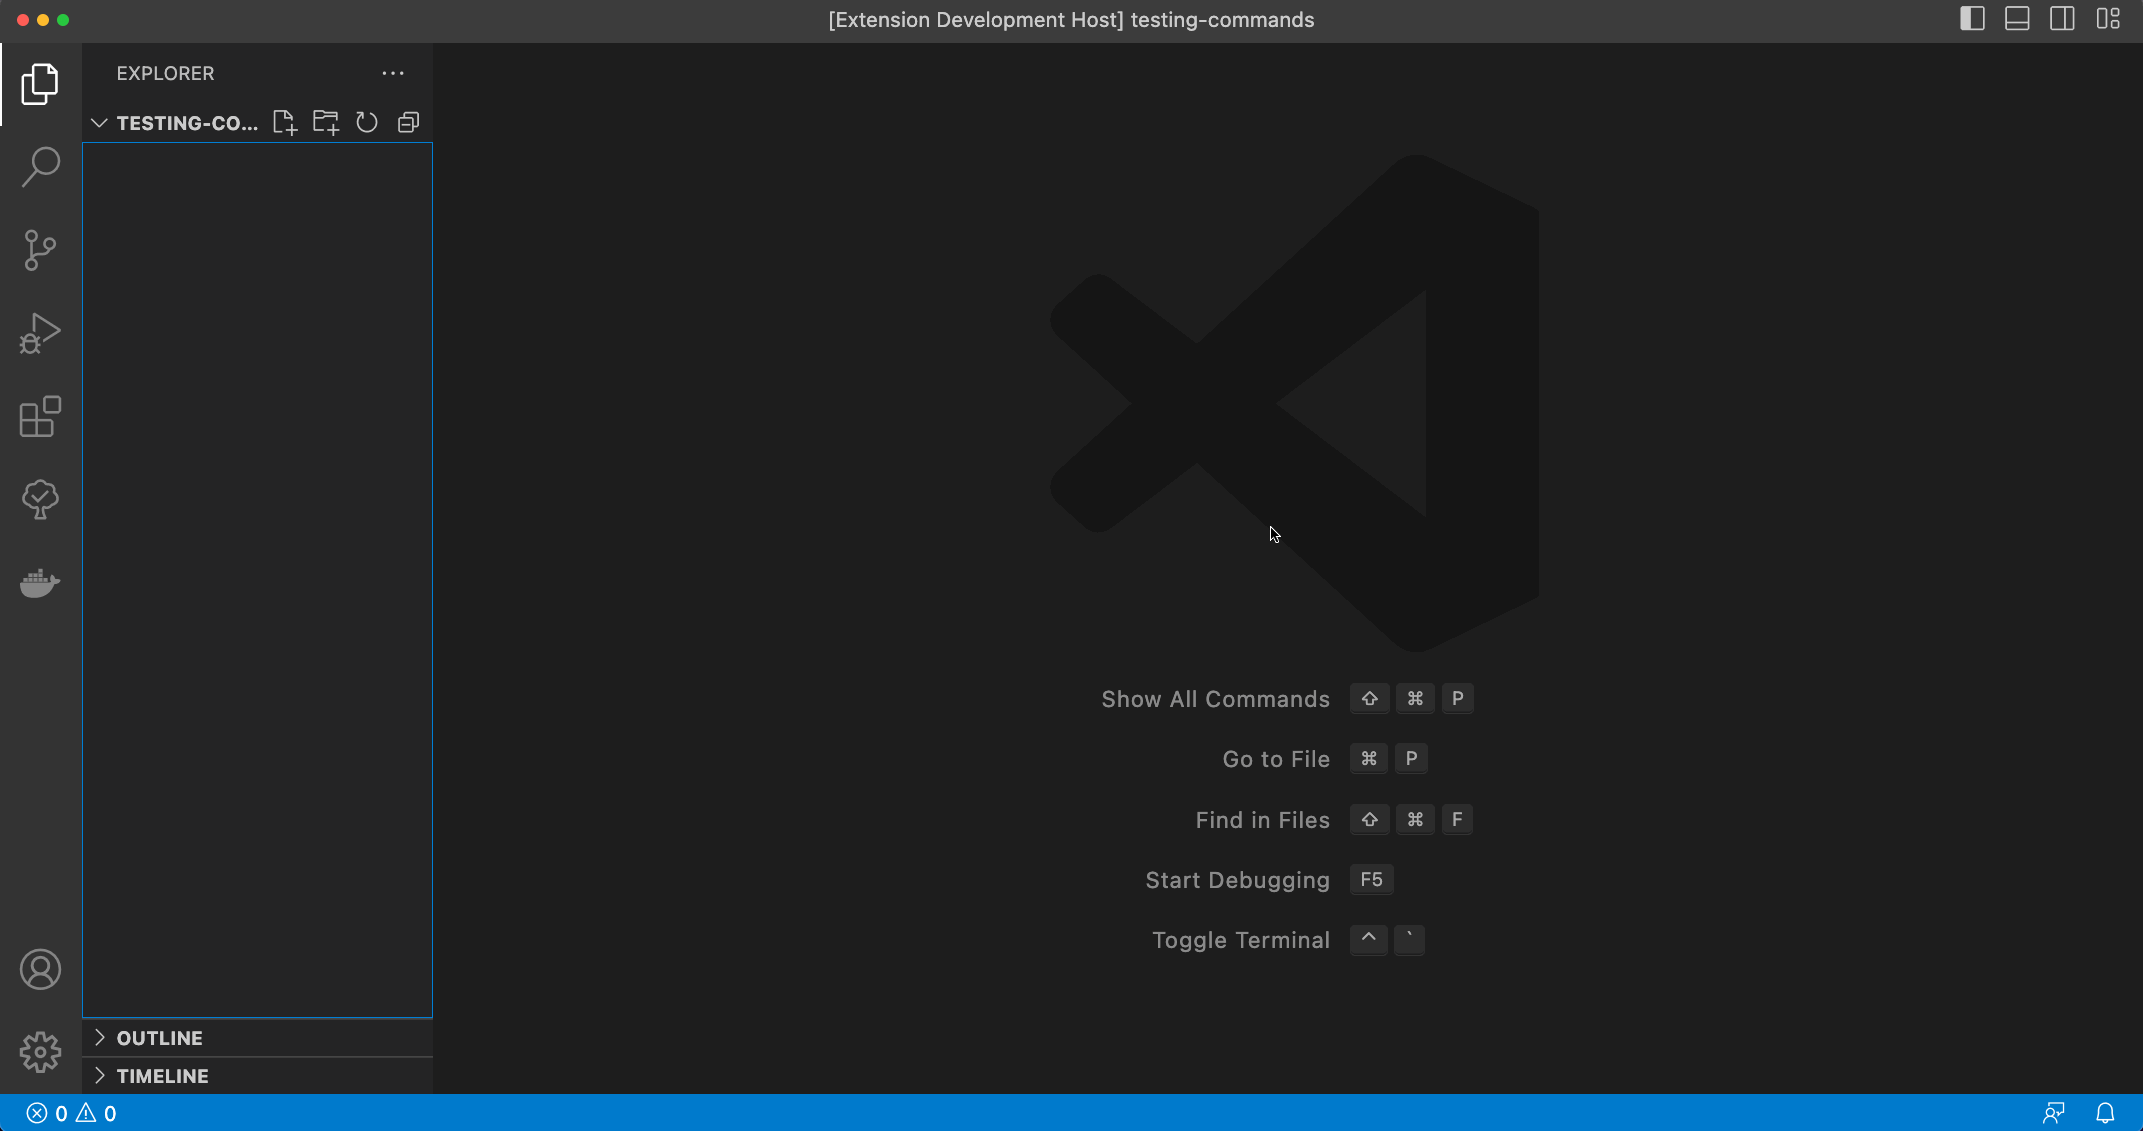 [Extension Development Host] testing-commands
EXPLORER
TESTING-CO...
Show All Commands ⇧ ⌘ P
Go to File ⌘ P
Find in Files ⇧ ⌘ F
Start Debugging F5
Toggle Terminal ^ `
OUTLINE
TIMELINE
0 0